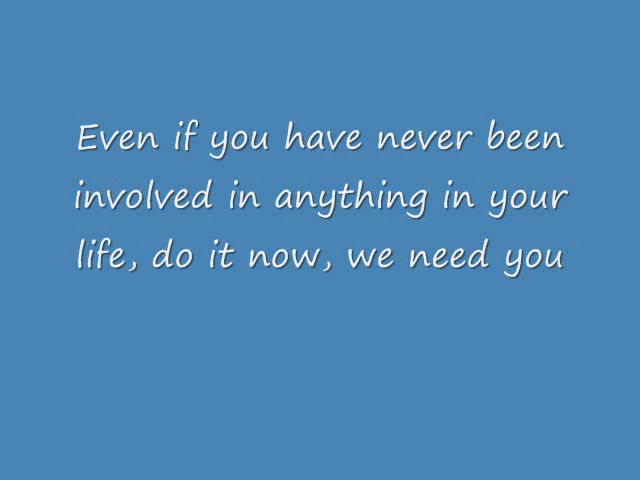 Even if you have never been
involved in anything in your
life, do it now, we need you